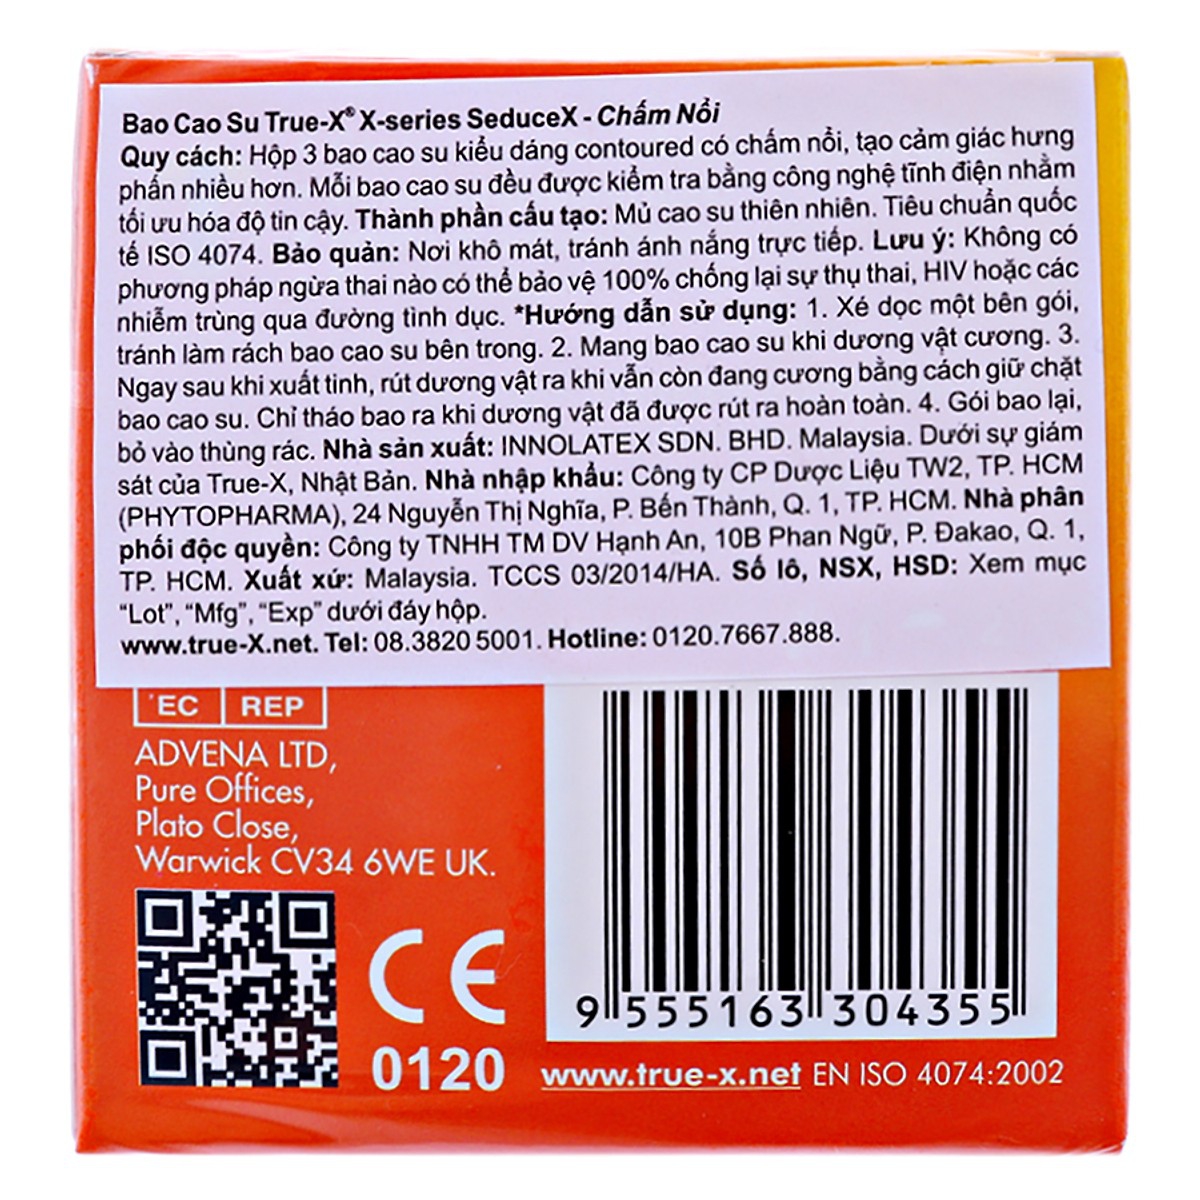 Bao Cao Su True-X® X-series SeduceX - Chấm Nổi
Quy cách: Hộp 3 bao cao su kiểu dáng contoured có chấm nổi, tạo cảm giác hưng
phấn nhiều hơn. Mỗi bao cao su đều được kiểm tra bằng công nghệ tĩnh điện nhằm
tối ưu hóa độ tin cậy. Thành phần cấu tạo: Mủ cao su thiên nhiên. Tiêu chuẩn quốc
tế ISO 4074. Bảo quản: Nơi khô mát, tránh ánh nắng trực tiếp. Lưu ý: Không có
phương pháp ngừa thai nào có thể bảo vệ 100% chống lại sự thụ thai, HIV hoặc các
nhiễm trùng qua đường tình dục. *Hướng dẫn sử dụng: 1. Xé dọc một bên gói,
tránh làm rách bao cao su bên trong. 2. Mang bao cao su khi dương vật cương. 3.
Ngay sau khi xuất tinh, rút dương vật ra khi vẫn còn đang cương bằng cách giữ chặt
bao cao su. Chỉ tháo bao ra khi dương vật đã được rút ra hoàn toàn. 4. Gói bao lại,
bỏ vào thùng rác. Nhà sản xuất: INNOLATEX SDN. BHD. Malaysia. Dưới sự giám
sát của True-X, Nhật Bản. Nhà nhập khẩu: Công ty CP Dược Liệu TW2, TP. HCM
(PHYTOPHARMA), 24 Nguyễn Thị Nghĩa, P. Bến Thành, Q. 1, TP. HCM. Nhà phân
phối độc quyền: Công ty TNHH TM DV Hạnh An, 10B Phan Ngữ, P. Đakao, Q. 1,
TP. HCM. Xuất xứ: Malaysia. TCCS 03/2014/HA. Số lô, NSX, HSD: Xem mục
“Lot”, “Mfg”, “Exp” dưới đáy hộp.
www.true-X.net. Tel: 08.3820 5001. Hotline: 0120.7667.888.
EC REP
ADVENA LTD,
Pure Offices,
Plato Close,
Warwick CV34 6WE UK.
CE
0120
9 555163 304355
www.true-x.net EN ISO 4074:2002